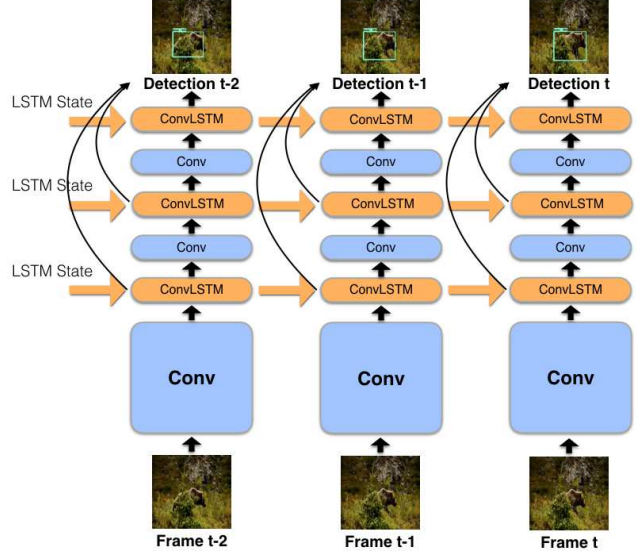 Detection t-2 Detection t-1 Detection t
LSTM State
ConvLSTM ConvLSTM ConvLSTM
Conv Conv Conv
LSTM State
ConvLSTM ConvLSTM ConvLSTM
Conv Conv Conv
LSTM State
ConvLSTM ConvLSTM ConvLSTM
Conv Conv Conv
Frame t-2 Frame t-1 Frame t